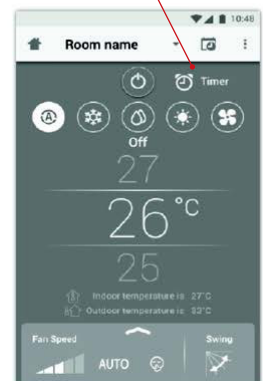 10:48
Room name
Timer
Off
27
26°C
25
Indoor temperature is 27°C
Outdoor temperature is 32°C
Fan Speed
Swing
AUTO